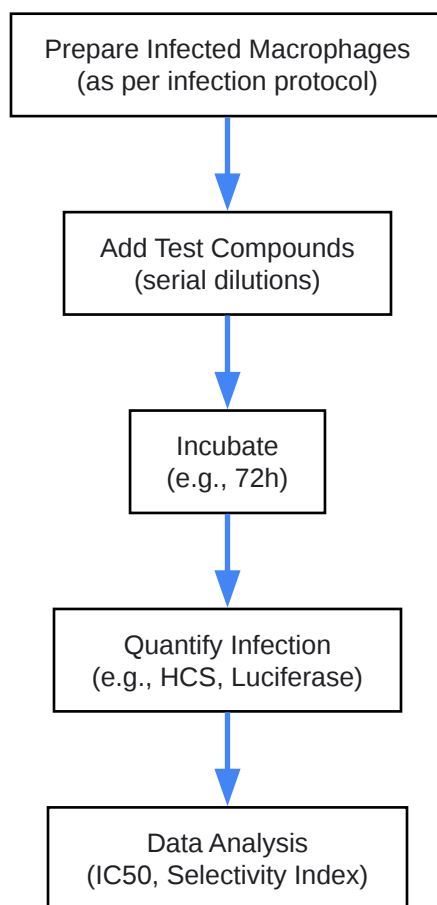 Prepare Infected Macrophages
(as per infection protocol)
Add Test Compounds
(serial dilutions)
Incubate
(e.g., 72h)
Quantify Infection
(e.g., HCS, Luciferase)
Data Analysis
(IC50, Selectivity Index)